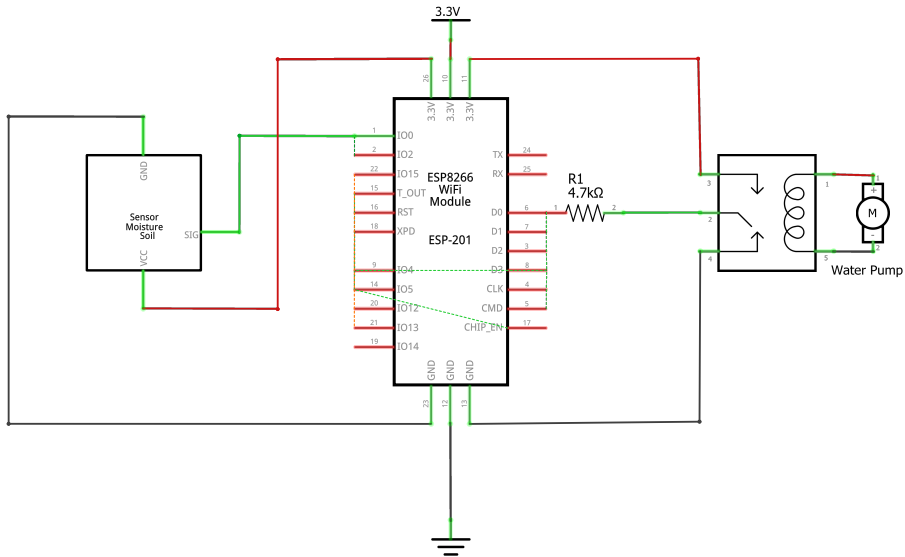 3.3V
26
10
11
3.3V
3.3V
3.3V
GND
Sensor
Moisture
Soil
SIG
VCC
1
IO0
2
IO2
22
IO15
15
T_OUT
16
RST
18
XPD
9
IO4
14
IO5
20
IO12
21
IO13
19
IO14
ESP8266
WiFi
Module
ESP-201
TX
24
RX
25
D0
6
D1
7
D2
3
D3
8
CLK
4
CMD
5
CHIP_EN
17
GND
GND
GND
23
12
13
R1
4.7kΩ
1
2
3
2
4
1
5
1
+
M
-
2
Water Pump